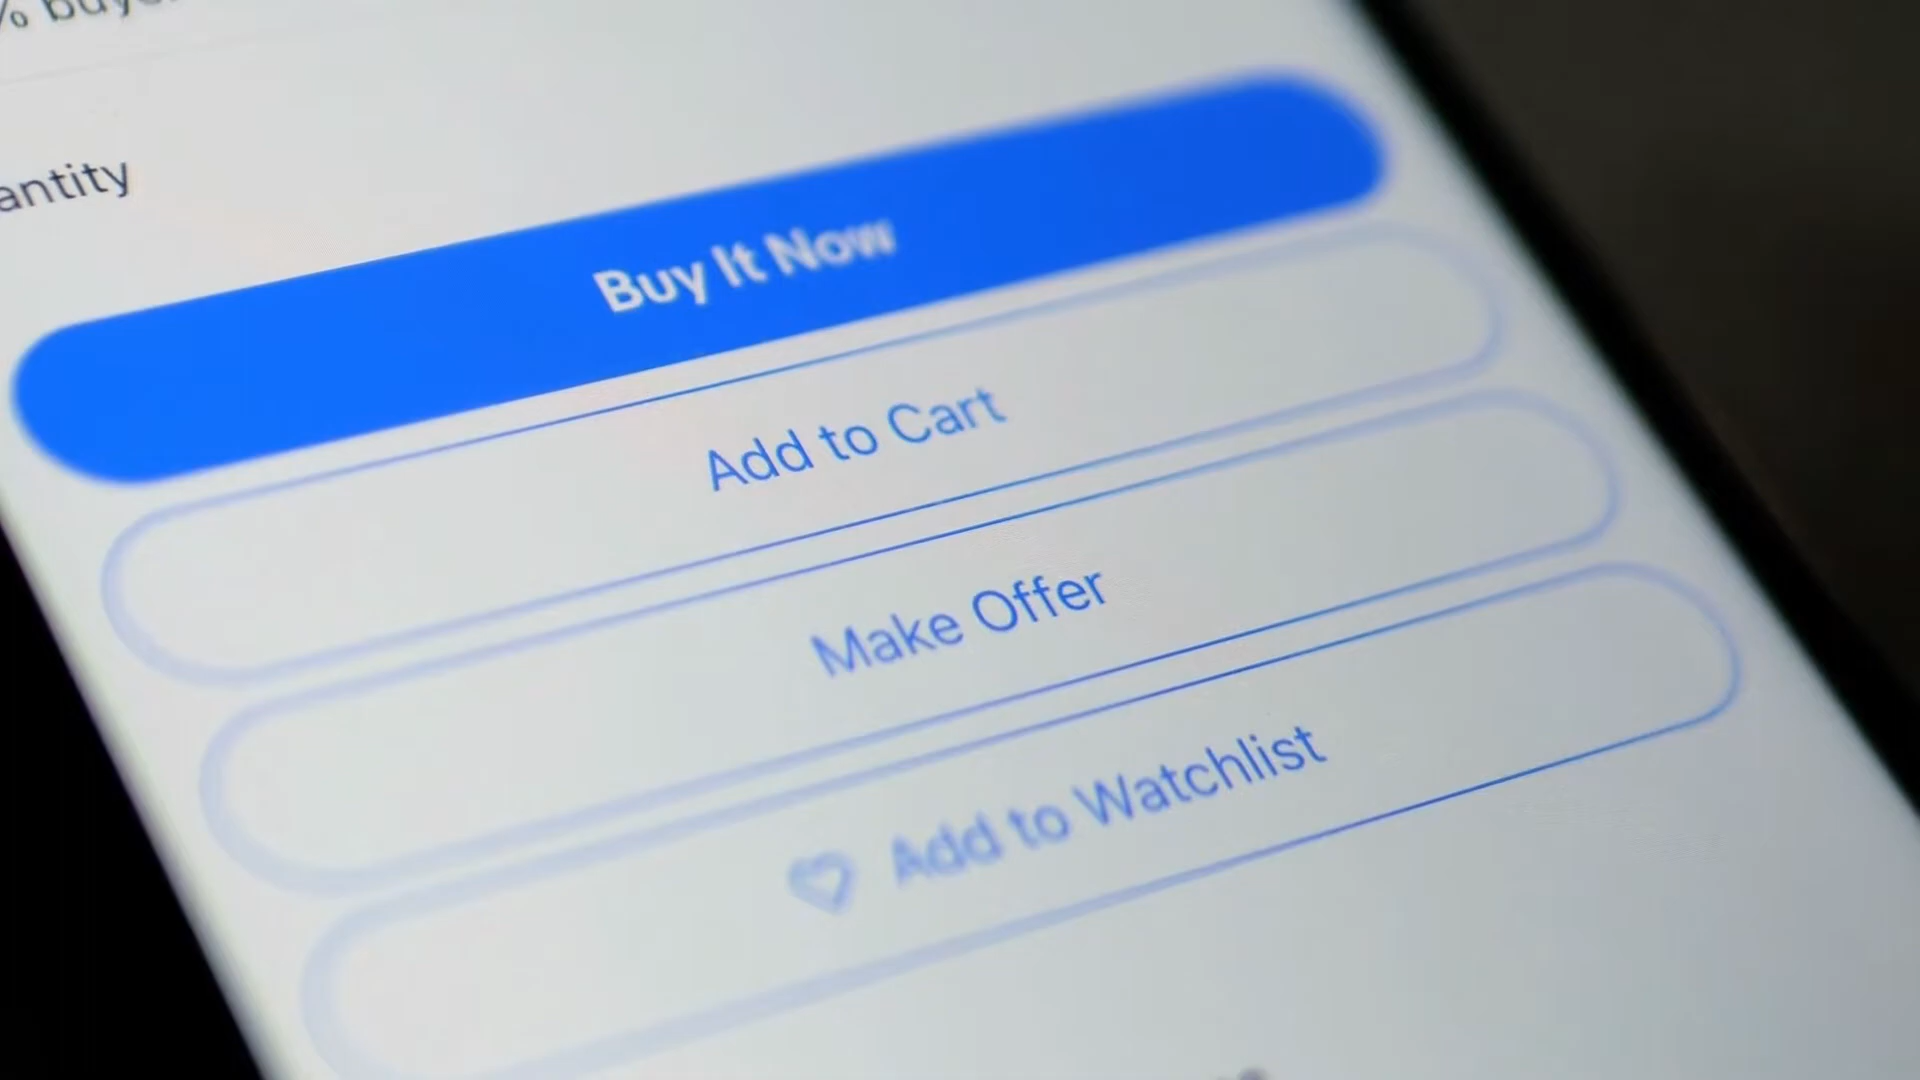 antity
Buy It Now
Add to Cart
Make Offer
Add to Watchlist